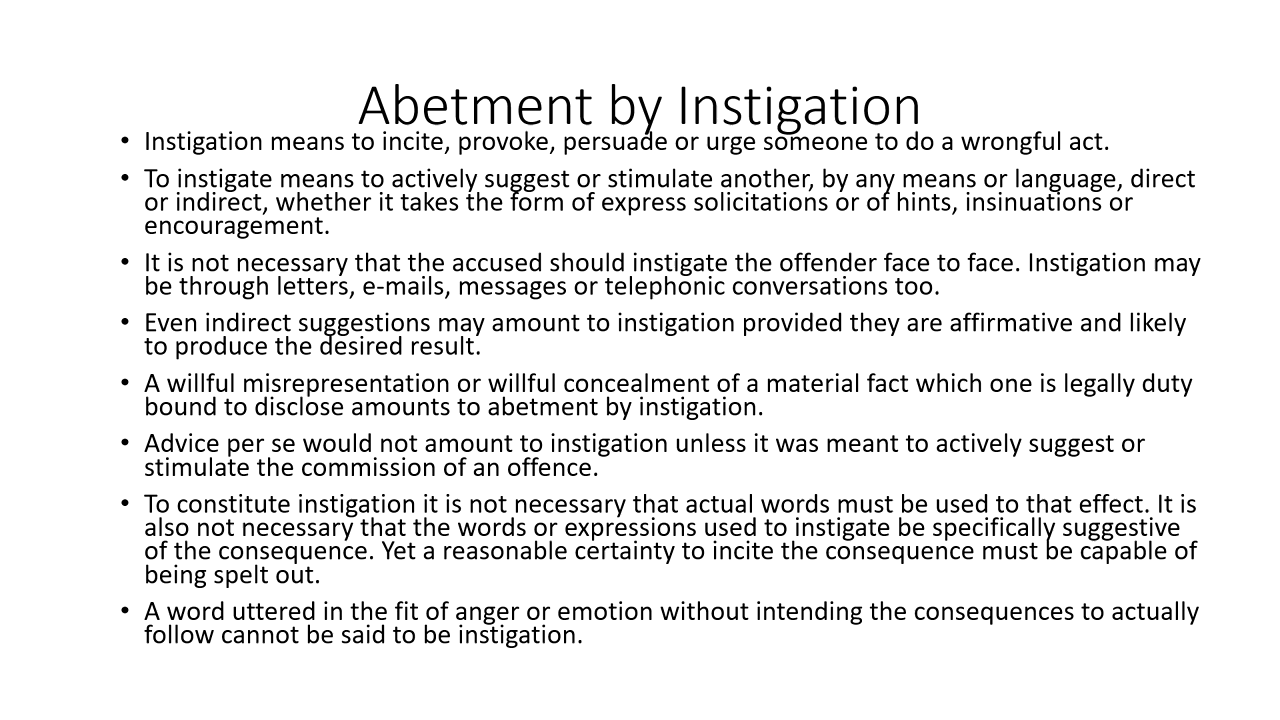 Abetment by Instigation
• Instigation means to incite, provoke, persuade or urge someone to do a wrongful act.
• To instigate means to actively suggest or stimulate another, by any means or language, direct
or indirect, whether it takes the form of express solicitations or of hints, insinuations or
encouragement.
• It is not necessary that the accused should instigate the offender face to face. Instigation may
be through letters, e-mails, messages or telephonic conversations too.
• Even indirect suggestions may amount to instigation provided they are affirmative and likely
to produce the desired result.
• A willful misrepresentation or willful concealment of a material fact which one is legally duty
bound to disclose amounts to abetment by instigation.
• Advice per se would not amount to instigation unless it was meant to actively suggest or
stimulate the commission of an offence.
• To constitute instigation it is not necessary that actual words must be used to that effect. It is
also not necessary that the words or expressions used to instigate be specifically suggestive
of the consequence. Yet a reasonable certainty to incite the consequence must be capable of
being spelt out.
• A word uttered in the fit of anger or emotion without intending the consequences to actually
follow cannot be said to be instigation.